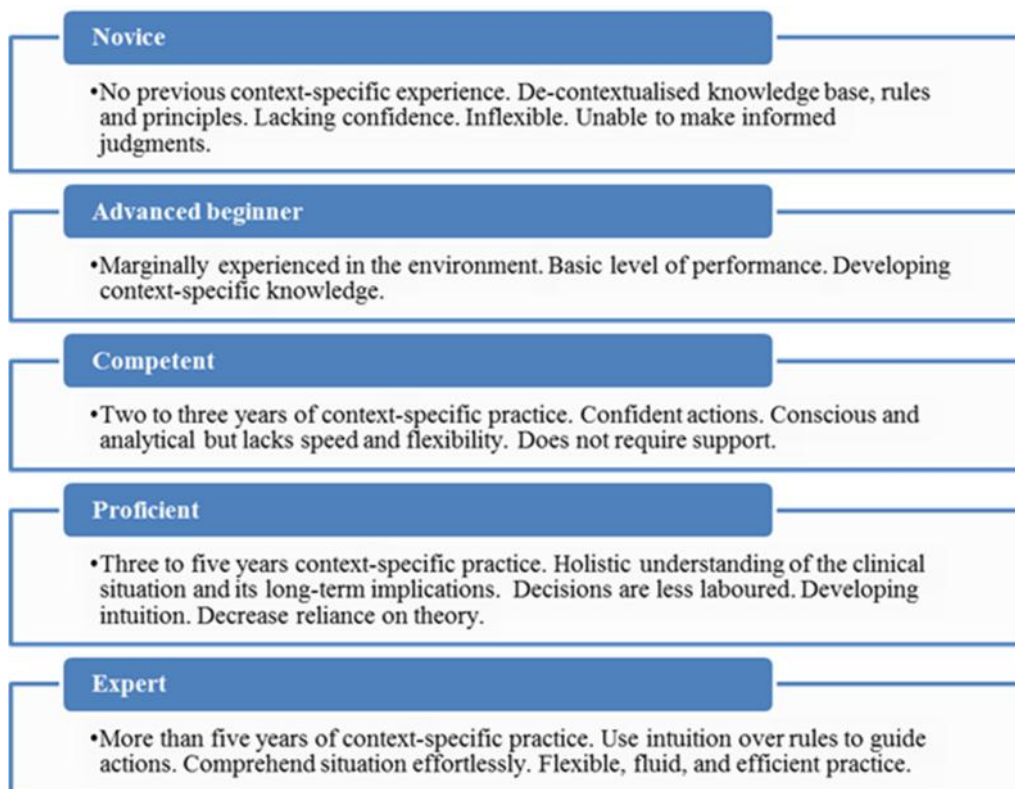 Novice
•No previous context-specific experience. De-contextualised knowledge base, rules
and principles. Lacking confidence. Inflexible. Unable to make informed
judgments.
Advanced beginner
•Marginally experienced in the environment. Basic level of performance. Developing
context-specific knowledge.
Competent
•Two to three years of context-specific practice. Confident actions. Conscious and
analytical but lacks speed and flexibility. Does not require support.
Proficient
•Three to five years context-specific practice. Holistic understanding of the clinical
situation and its long-term implications. Decisions are less laboured. Developing
intuition. Decrease reliance on theory.
Expert
•More than five years of context-specific practice. Use intuition over rules to guide
actions. Comprehend situation effortlessly. Flexible, fluid, and efficient practice.